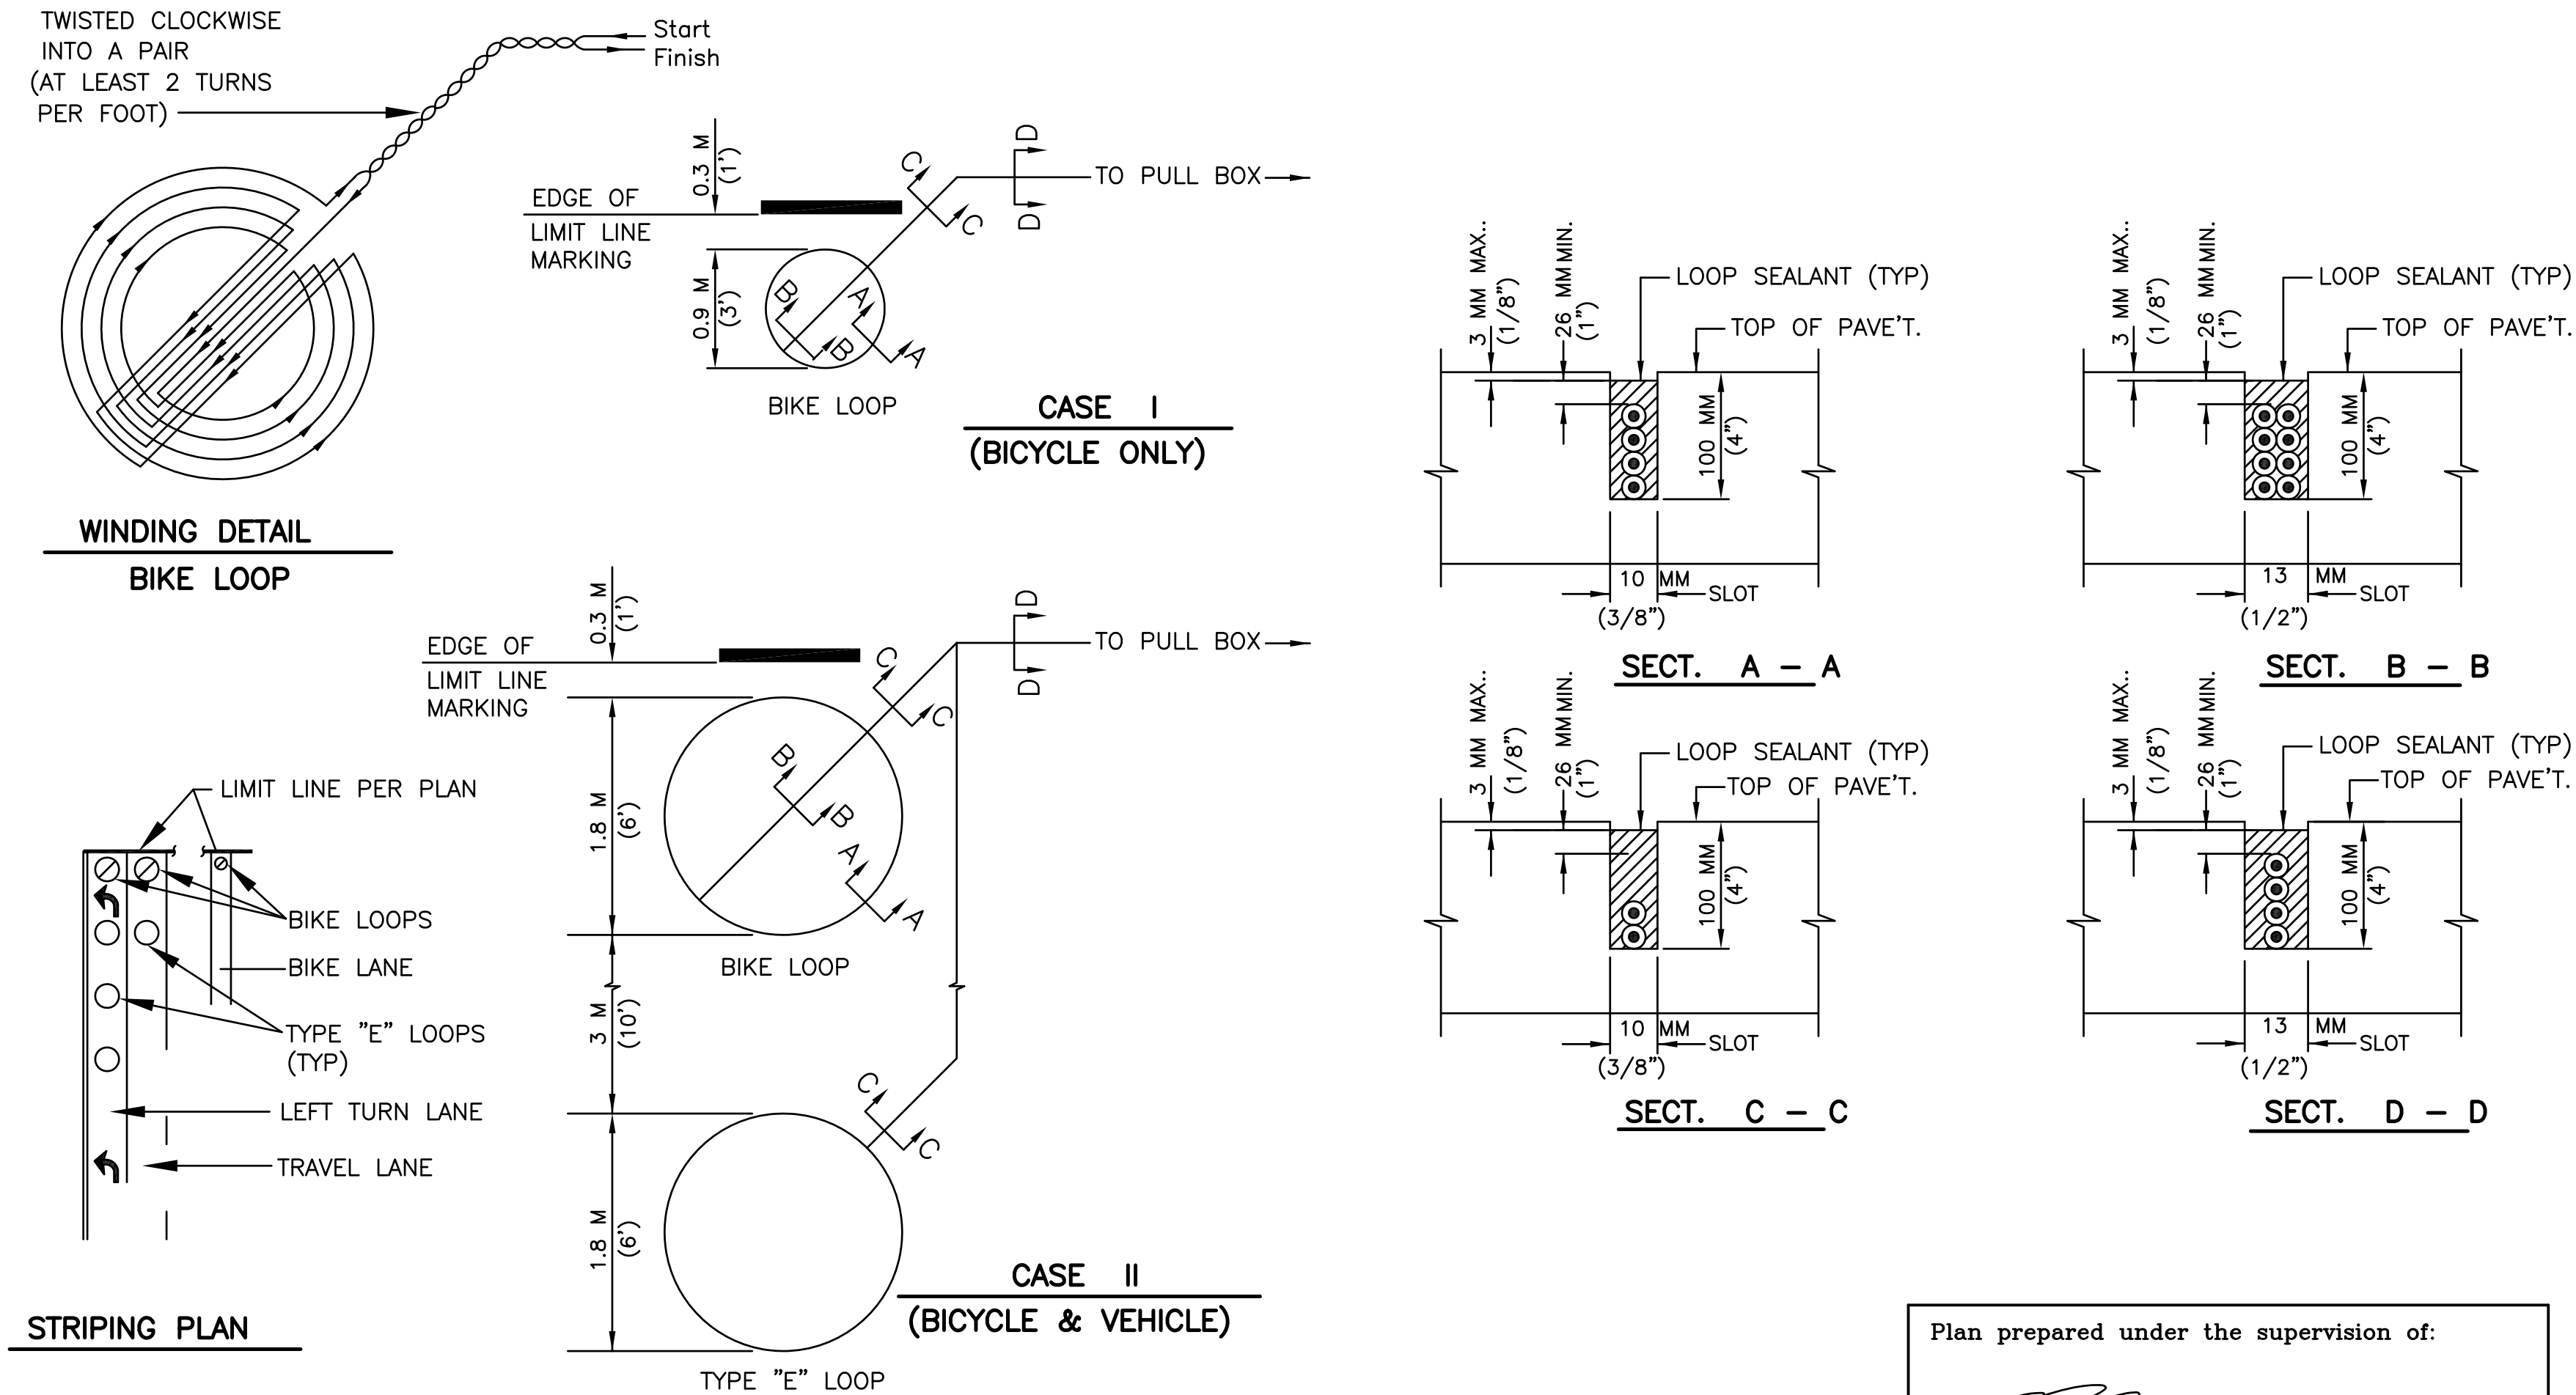 TWISTED CLOCKWISE
INTO A PAIR
(AT LEAST 2 TURNS
PER FOOT)
Start
Finish
WINDING DETAIL
BIKE LOOP
0.3 M
(1')
EDGE OF
LIMIT LINE
MARKING
0.9 M
(3')
C
C
D
D
TO PULL BOX
B
B
A
A
BIKE LOOP
CASE I
(BICYCLE ONLY)
0.3 M
(1')
EDGE OF
LIMIT LINE
MARKING
1.8 M
(6')
C
C
D
D
TO PULL BOX
B
B
A
A
BIKE LOOP
3 M
(10')
C
C
1.8 M
(6')
CASE II
(BICYCLE & VEHICLE)
TYPE "E" LOOP
LIMIT LINE PER PLAN
BIKE LOOPS
BIKE LANE
TYPE "E" LOOPS
(TYP)
LEFT TURN LANE
TRAVEL LANE
STRIPING PLAN
3 MM MAX..
(1/8")
26 MM MIN.
(1")
LOOP SEALANT (TYP)
TOP OF PAVE'T.
100 MM
(4")
10 MM
SLOT
(3/8")
SECT. A - A
3 MM MAX..
(1/8")
26 MM MIN.
(1")
LOOP SEALANT (TYP)
TOP OF PAVE'T.
100 MM
(4")
13 MM
SLOT
(1/2")
SECT. B - B
3 MM MAX..
(1/8")
26 MM MIN.
(1")
LOOP SEALANT (TYP)
TOP OF PAVE'T.
100 MM
(4")
10 MM
SLOT
(3/8")
SECT. C - C
3 MM MAX..
(1/8")
26 MM MIN.
(1")
LOOP SEALANT (TYP)
TOP OF PAVE'T.
100 MM
(4")
13 MM
SLOT
(1/2")
SECT. D - D
Plan prepared under the supervision of: